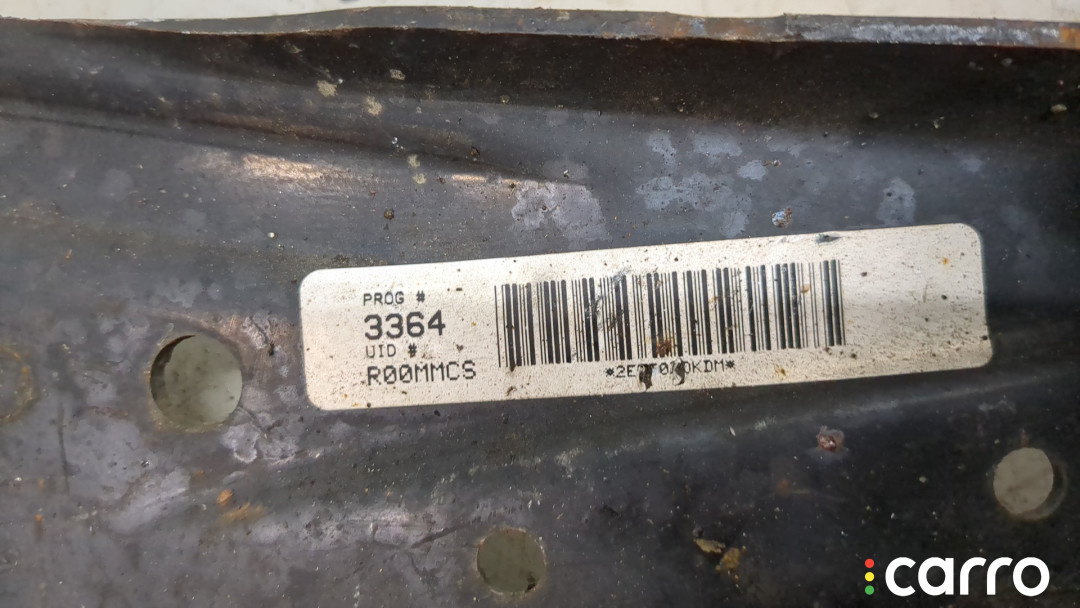 PROG #
3364
UID #
R00MMCS
carro